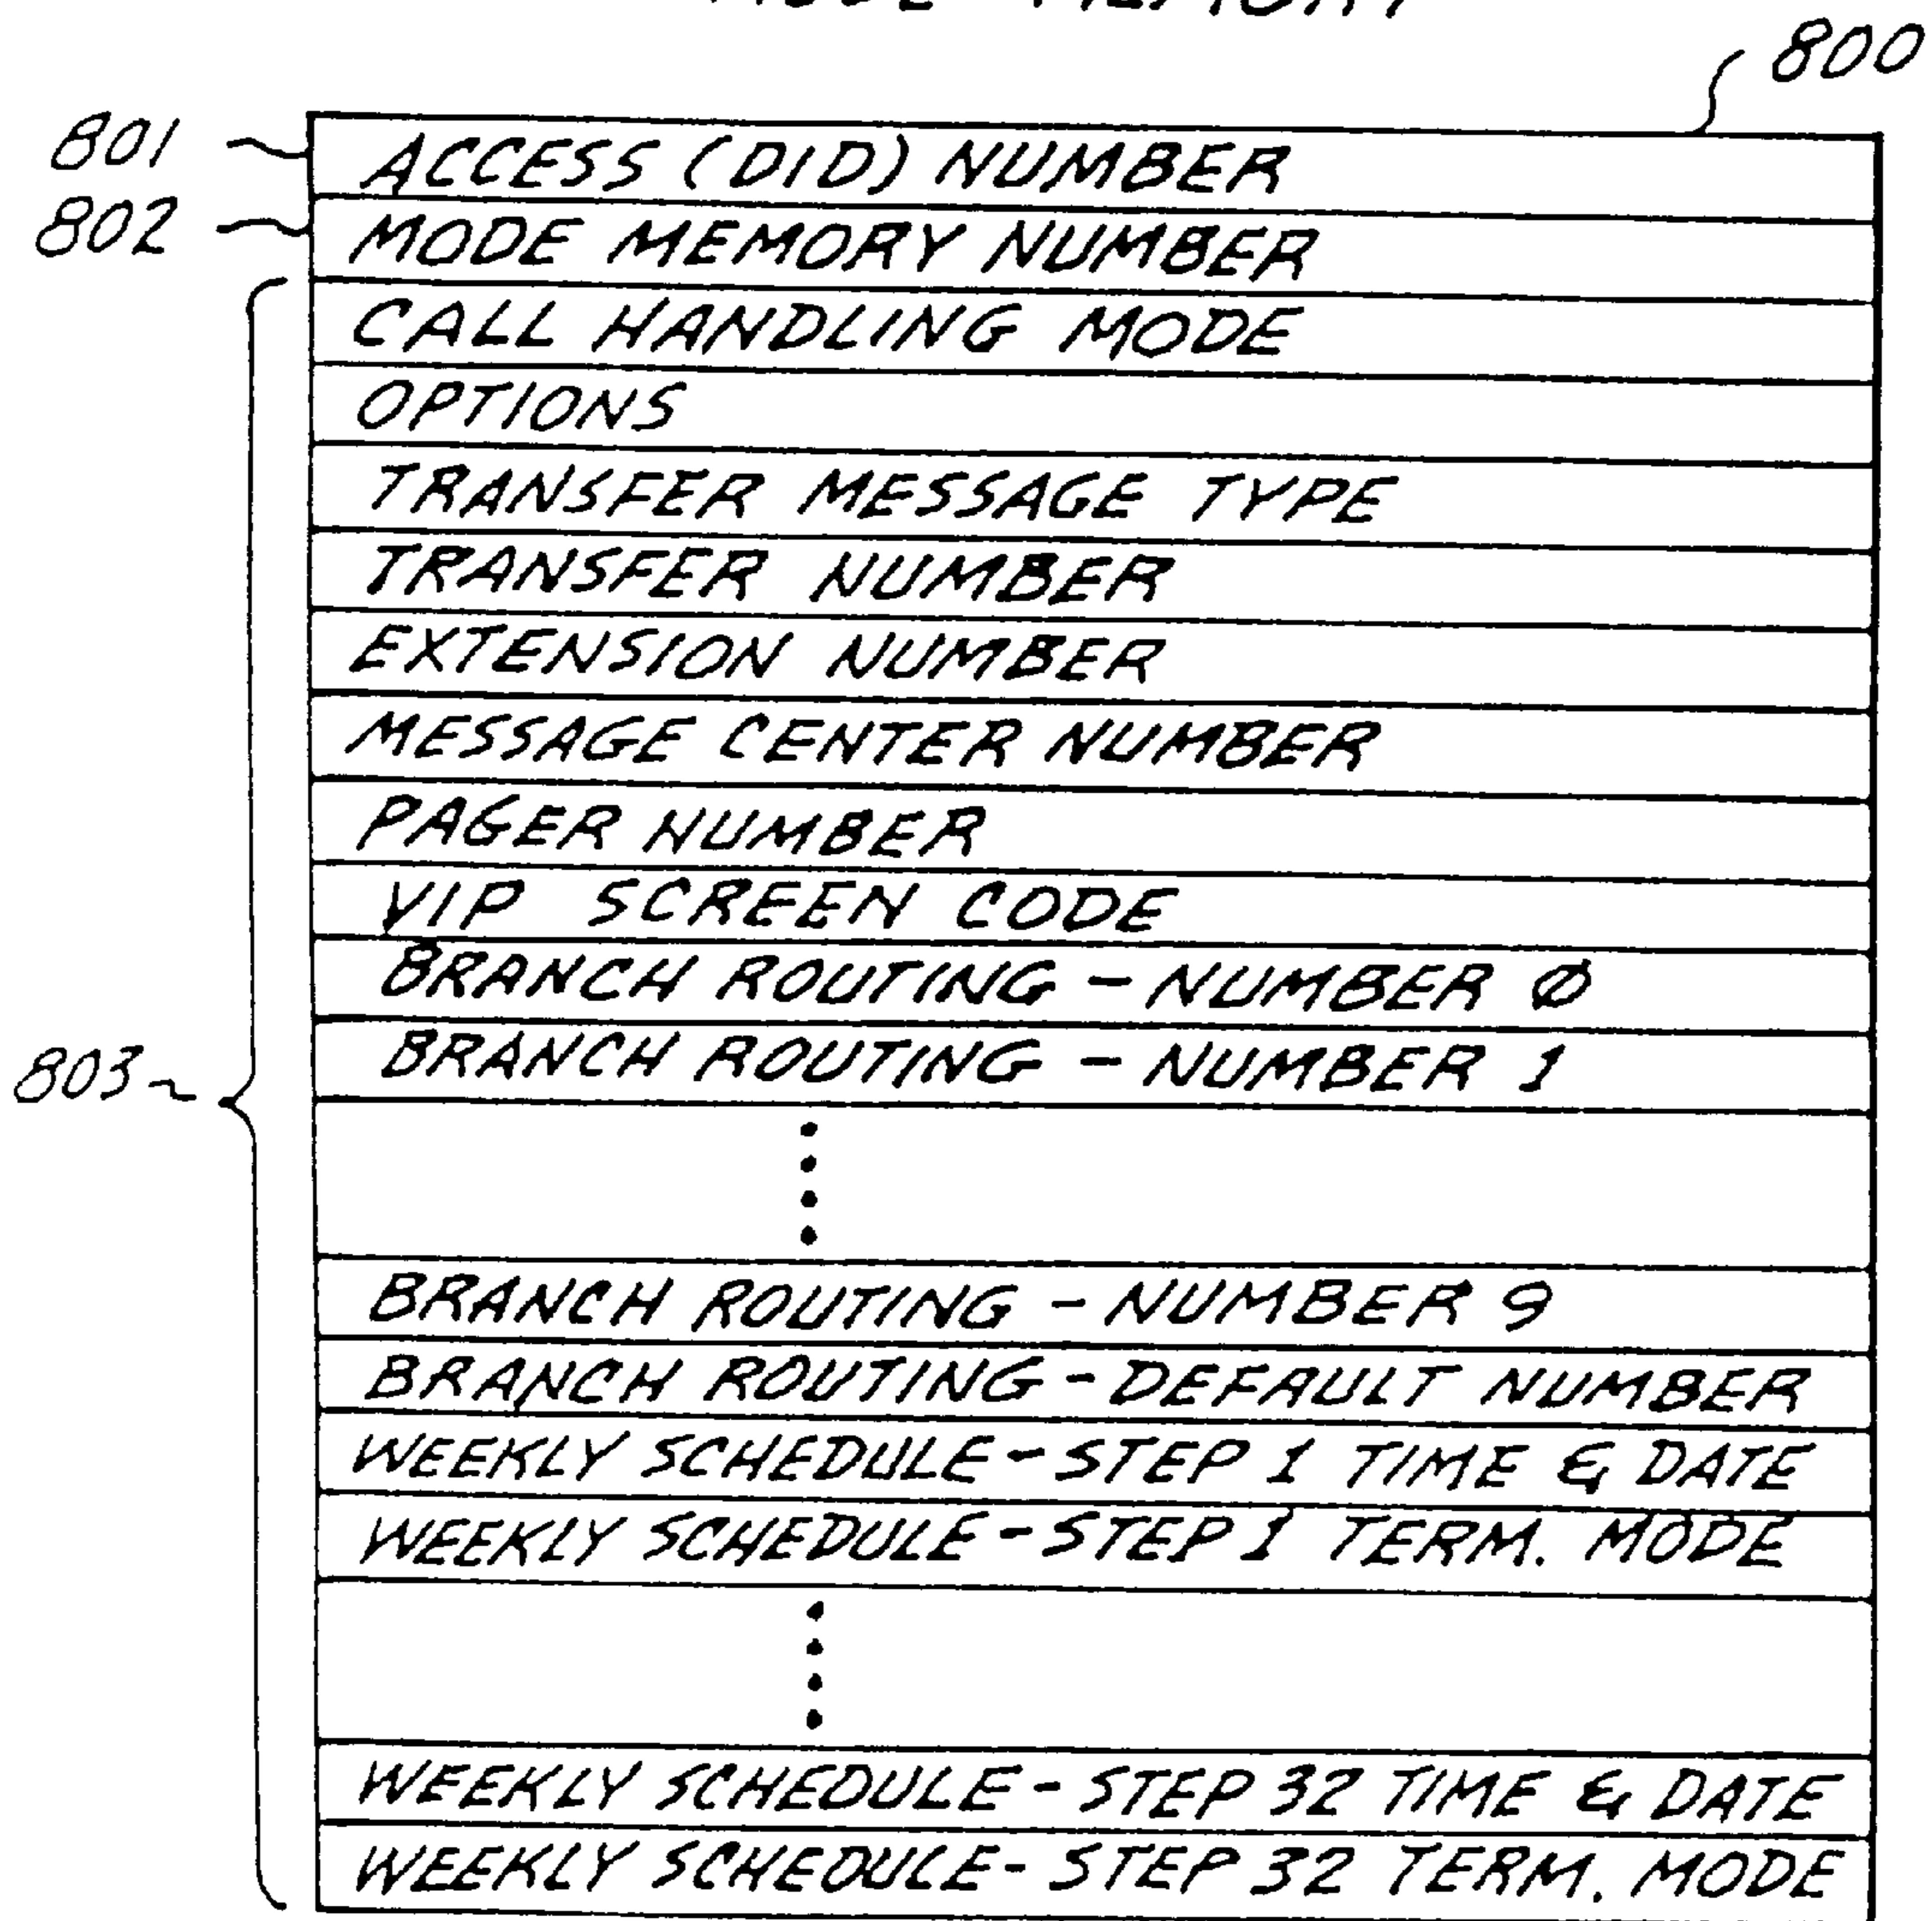 MODE MEMORY
800
801 ACCESS (DID) NUMBER
802 MODE MEMORY NUMBER
CALL HANDLING MODE
OPTIONS
TRANSFER MESSAGE TYPE
TRANSFER NUMBER
EXTENSION NUMBER
MESSAGE CENTER NUMBER
PAGER NUMBER
VIP SCREEN CODE
BRANCH ROUTING - NUMBER Ø
803 BRANCH ROUTING - NUMBER 1
BRANCH ROUTING - NUMBER 9
BRANCH ROUTING - DEFAULT NUMBER
WEEKLY SCHEDULE - STEP 1 TIME & DATE
WEEKLY SCHEDULE - STEP 1 TERM. MODE
WEEKLY SCHEDULE - STEP 32 TIME & DATE
WEEKLY SCHEDULE - STEP 32 TERM. MODE